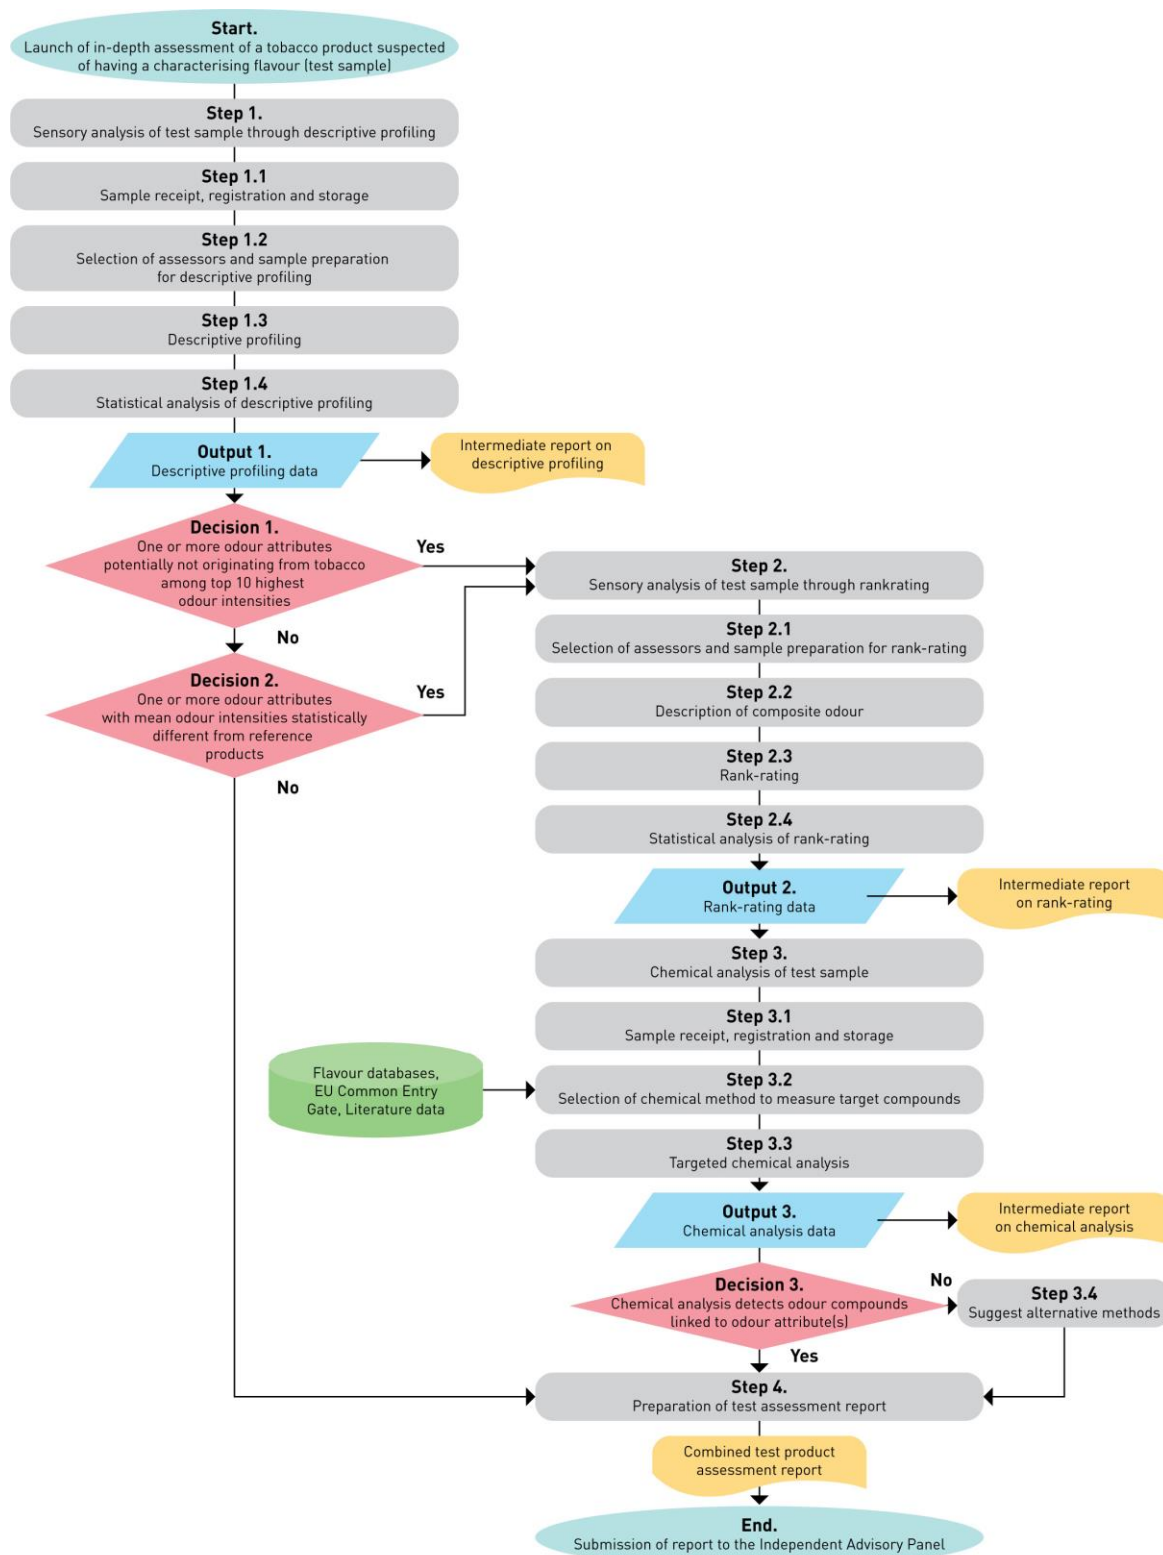 Start.
Launch of in-depth assessment of a tobacco product suspected
of having a characterising flavour (test sample)
Step 1.
Sensory analysis of test sample through descriptive profiling
Step 1.1
Sample receipt, registration and storage
Step 1.2
Selection of assessors and sample preparation
for descriptive profiling
Step 1.3
Descriptive profiling
Step 1.4
Statistical analysis of descriptive profiling
Output 1.
Descriptive profiling data
Intermediate report on
descriptive profiling
Decision 1.
One or more odour attributes
potentially not originating from tobacco
among top 10 highest
odour intensities
Yes
No
Decision 2.
One or more odour attributes
with mean odour intensities statistically
different from reference
products
Yes
No
Step 2.
Sensory analysis of test sample through rankrating
Step 2.1
Selection of assessors and sample preparation for rank-rating
Step 2.2
Description of composite odour
Step 2.3
Rank-rating
Step 2.4
Statistical analysis of rank-rating
Output 2.
Rank-rating data
Intermediate report
on rank-rating
Step 3.
Chemical analysis of test sample
Step 3.1
Sample receipt, registration and storage
Flavour databases,
EU Common Entry
Gate, Literature data
Step 3.2
Selection of chemical method to measure target compounds
Step 3.3
Targeted chemical analysis
Output 3.
Chemical analysis data
Intermediate report
on chemical analysis
Decision 3.
Chemical analysis detects odour compounds
linked to odour attribute(s)
No
Step 3.4
Suggest alternative methods
Yes
Step 4.
Preparation of test assessment report
Combined test product
assessment report
End.
Submission of report to the Independent Advisory Panel